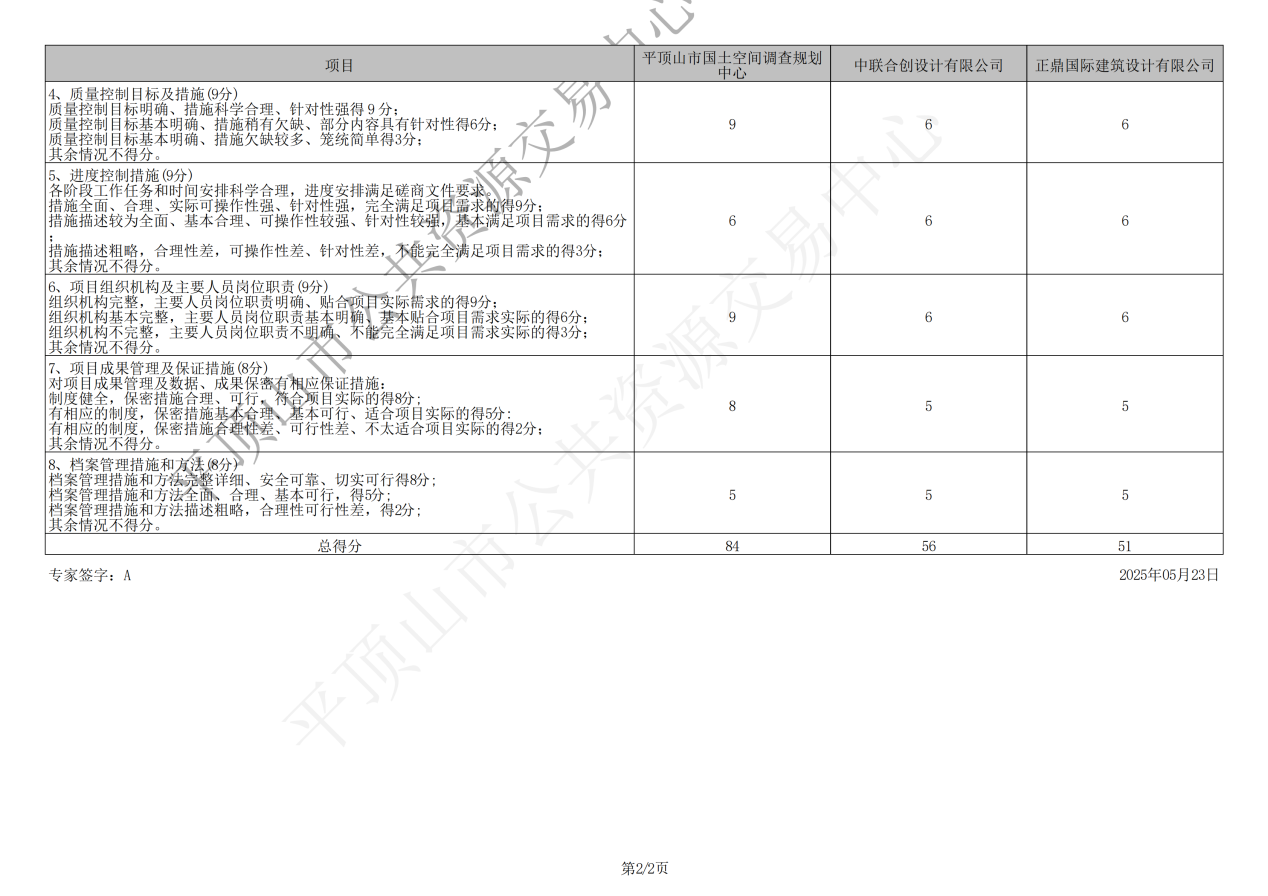 项目
平顶山市国土空间调查规划
中心
中联合创设计有限公司
正鼎国际建筑设计有限公司
4、质量控制目标及措施(9分)
质量控制目标明确、措施科学合理、针对性强得 9 分;
质量控制目标基本明确、措施稍有欠缺、部分内容具有针对性得6分;
质量控制目标基本明确、措施欠缺较多、笼统简单得3分;
其余情况不得分。
9
6
6
5、进度控制措施(9分)
各阶段工作任务和时间安排科学合理，进度安排满足磋商文件要求。
措施全面、合理、实际可操作性强、针对性强，完全满足项目需求的得9分;
措施描述较为全面、基本合理、可操作性较强、针对性较强，基本满足项目需求的得6分
;
措施描述粗略，合理性差，可操作性差、针对性差，不能完全满足项目需求的得3分;
其余情况不得分。
6
6
6
6、项目组织机构及主要人员岗位职责(9分)
组织机构完整，主要人员岗位职责明确、贴合项目实际需求的得9分;
组织机构基本完整，主要人员岗位职责基本明确、基本贴合项目需求实际的得6分;
组织机构不完整，主要人员岗位职责不明确、不能完全满足项目需求实际的得3分;
其余情况不得分。
9
6
6
7、项目成果管理及保证措施(8分)
对项目成果管理及数据、成果保密有相应保证措施:
制度健全，保密措施合理、可行，符合项目实际的得8分;
有相应的制度，保密措施基本合理、基本可行、适合项目实际的得5分:
有相应的制度，保密措施合理性差、可行性差、不太适合项目实际的得2分;
其余情况不得分。
8
5
5
8、档案管理措施和方法(8分)
档案管理措施和方法完整详细、安全可靠、切实可行得8分;
档案管理措施和方法全面、合理、基本可行，得5分;
档案管理措施和方法描述粗略，合理性可行性差，得2分;
其余情况不得分。
5
5
5
总得分
84
56
51
专家签字: A
2025年05月23日
第2/2页
平顶山市公共资源交易中心
平顶山市公共资源交易中心